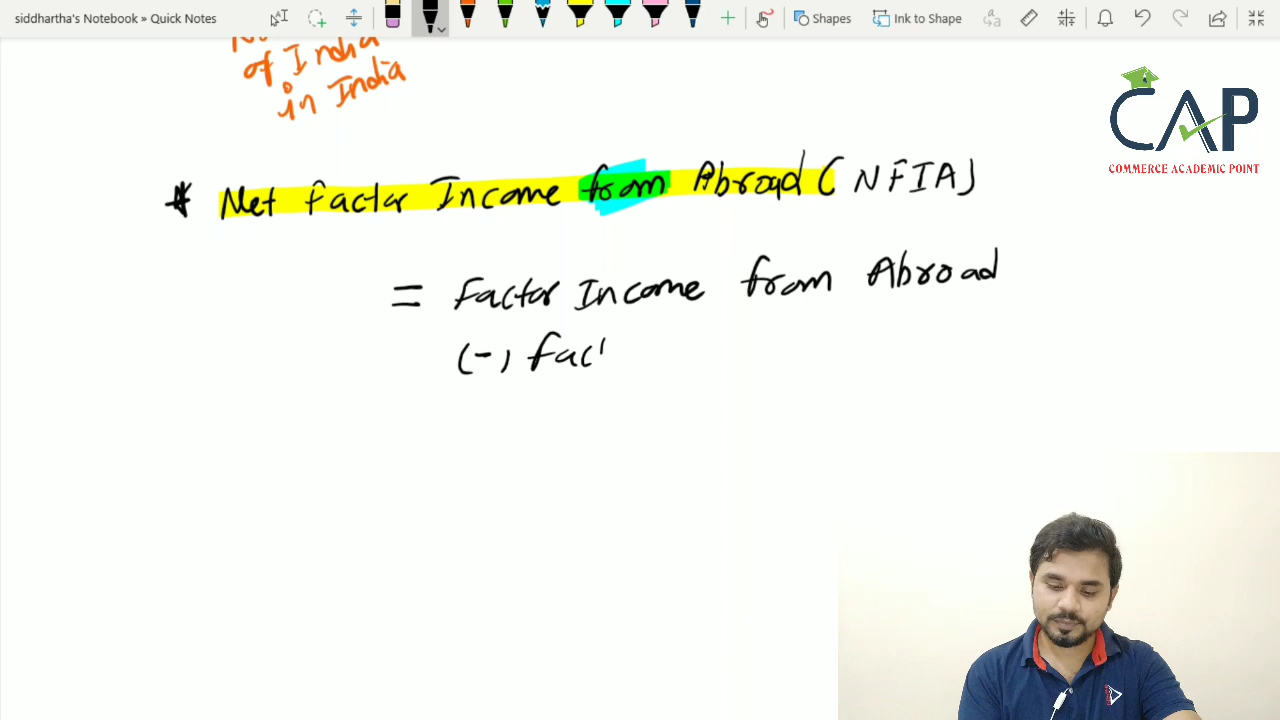 siddhartha's Notebook » Quick Notes
Shapes
Ink to Shape
of India
in India
CAP
COMMERCE ACADEMIC POINT
* Net Factor Income from Abroad (NFIA)
= Factor Income from Abroad
(-) Fact